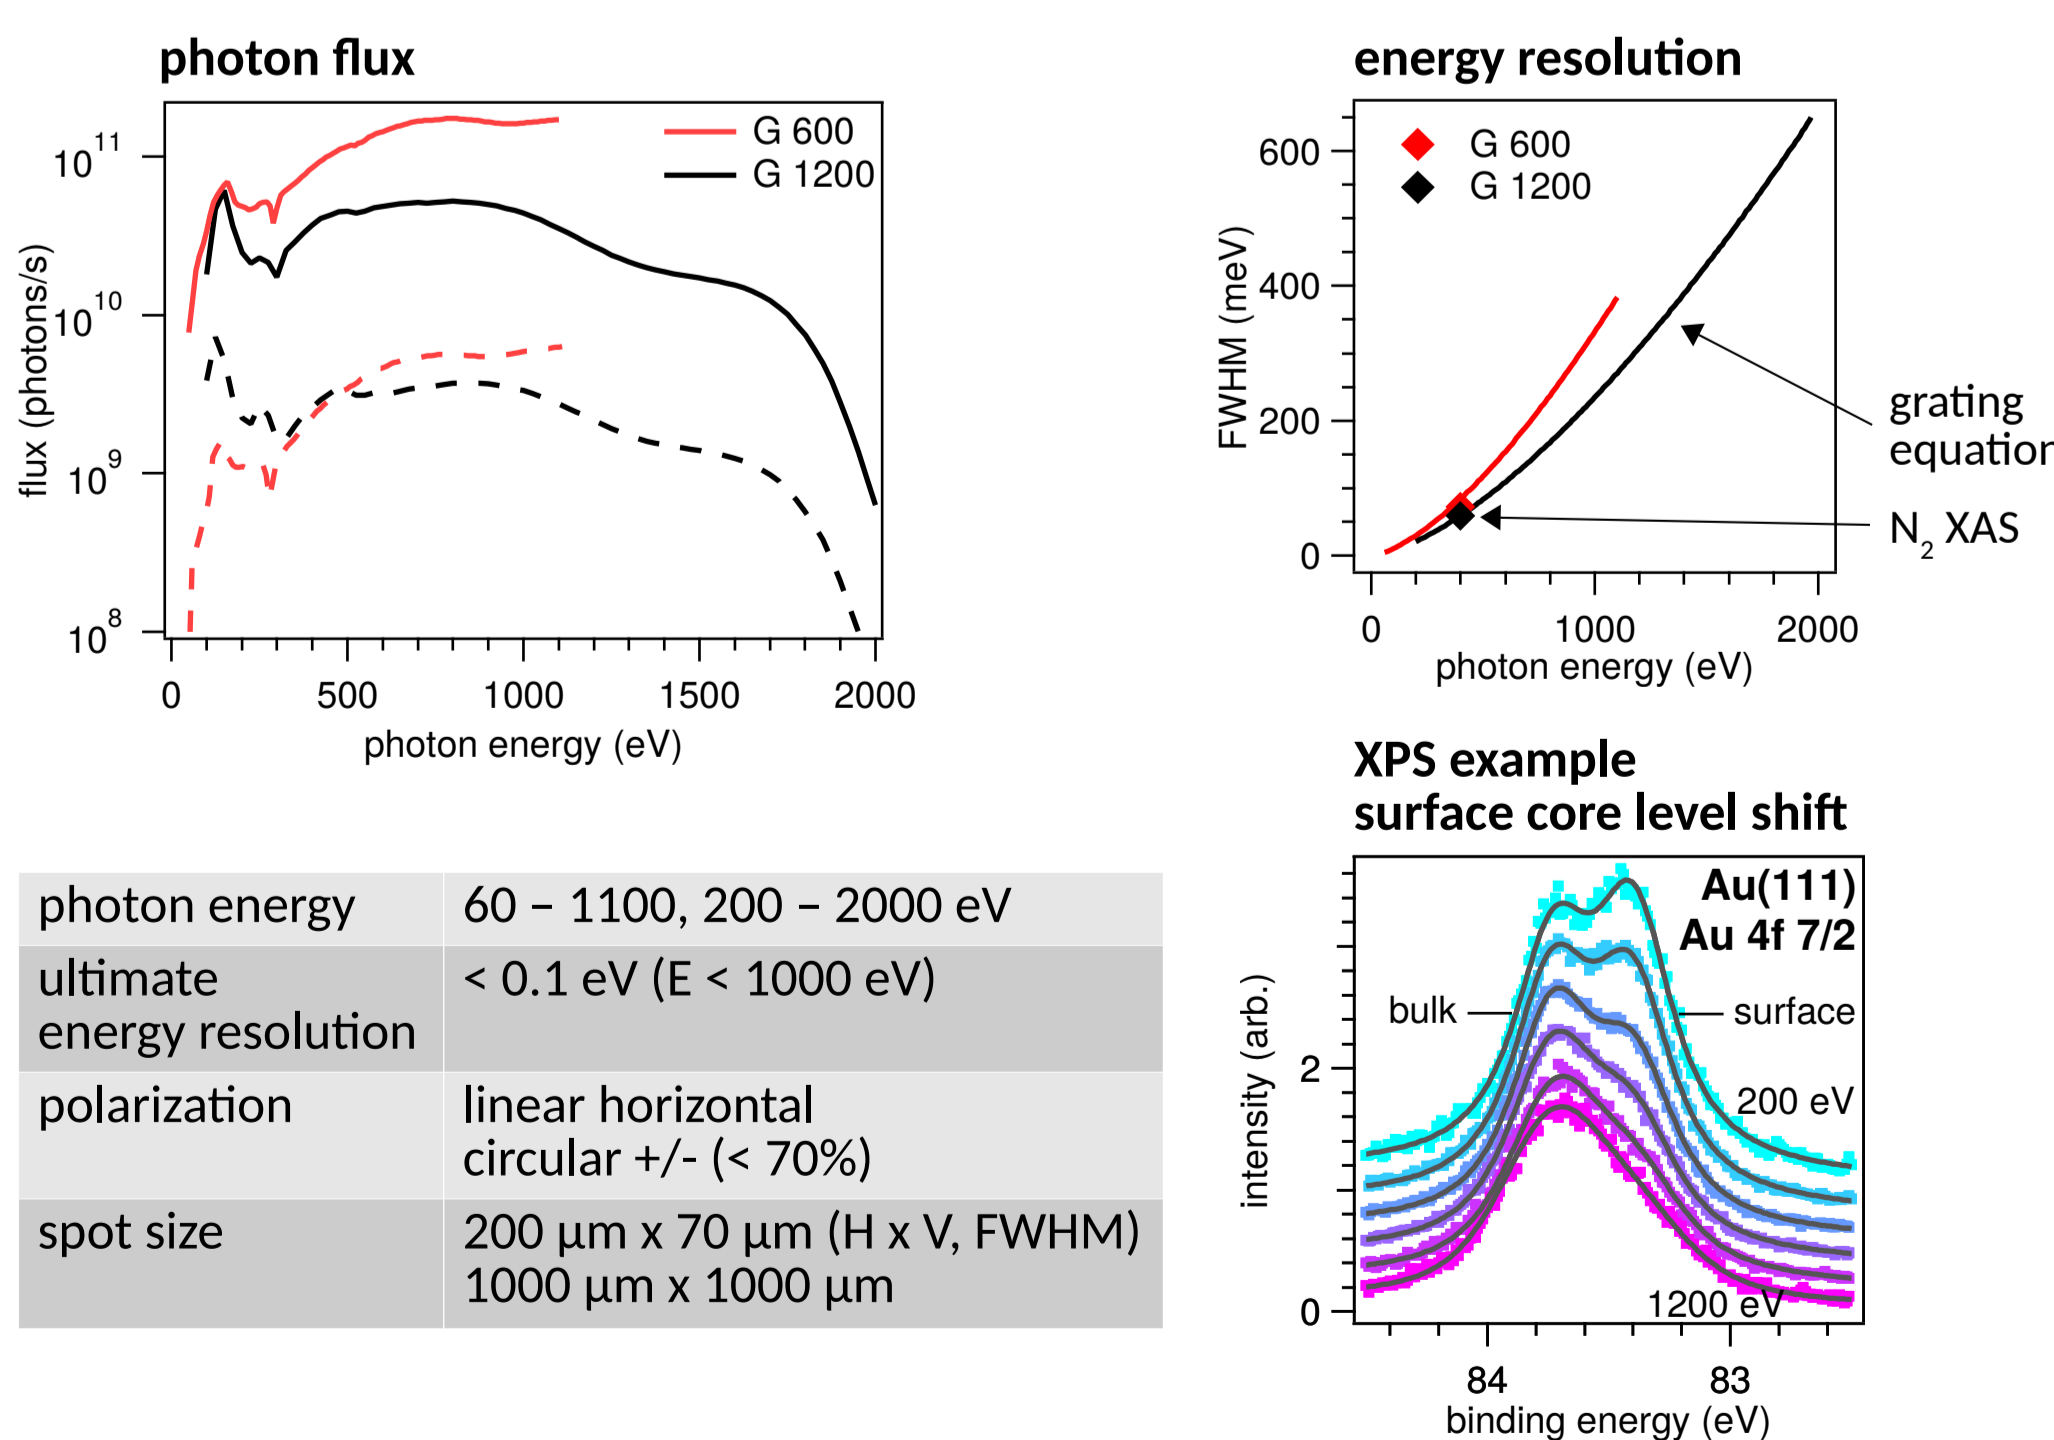 photon flux
G 600
G 1200
10^11
10^10
10^9
10^8
flux (photons/s)
0 500 1000 1500 2000
photon energy (eV)
energy resolution
G 600
G 1200
600
400
200
0
FWHM (meV)
0 1000 2000
photon energy (eV)
grating
equation
N2 XAS
photon energy 60 – 1100, 200 – 2000 eV
ultimate
energy resolution
< 0.1 eV (E < 1000 eV)
polarization
linear horizontal
circular +/- (< 70%)
spot size
200 µm x 70 µm (H x V, FWHM)
1000 µm x 1000 µm
XPS example
surface core level shift
Au(111)
Au 4f 7/2
bulk
surface
200 eV
1200 eV
2
0
intensity (arb.)
84 83
binding energy (eV)